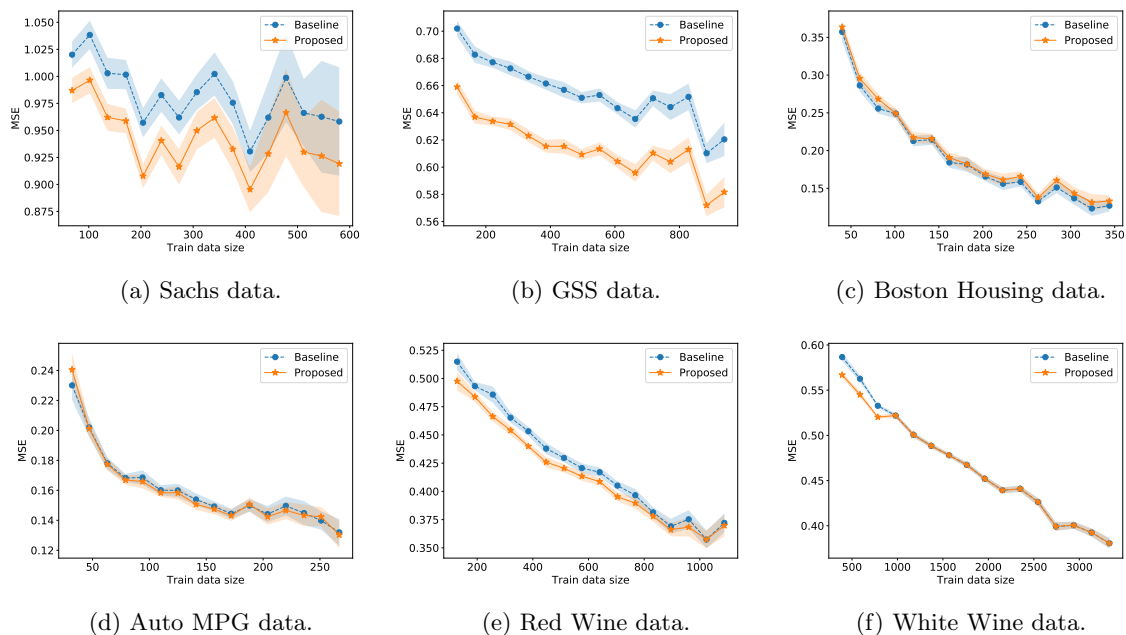 1.050
1.025
1.000
0.975
0.950
0.925
0.900
0.875
MSE
Baseline
Proposed
100 200 300 400 500 600
Train data size
(a) Sachs data.
0.70
0.68
0.66
0.64
0.62
0.60
0.58
0.56
MSE
Baseline
Proposed
200 400 600 800
Train data size
(b) GSS data.
0.35
0.30
0.25
0.20
0.15
MSE
Baseline
Proposed
50 100 150 200 250 300 350
Train data size
(c) Boston Housing data.
0.24
0.22
0.20
0.18
0.16
0.14
0.12
MSE
Baseline
Proposed
50 100 150 200 250
Train data size
(d) Auto MPG data.
0.525
0.500
0.475
0.450
0.425
0.400
0.375
0.350
MSE
Baseline
Proposed
200 400 600 800 1000
Train data size
(e) Red Wine data.
0.60
0.55
0.50
0.45
0.40
MSE
Baseline
Proposed
500 1000 1500 2000 2500 3000
Train data size
(f) White Wine data.